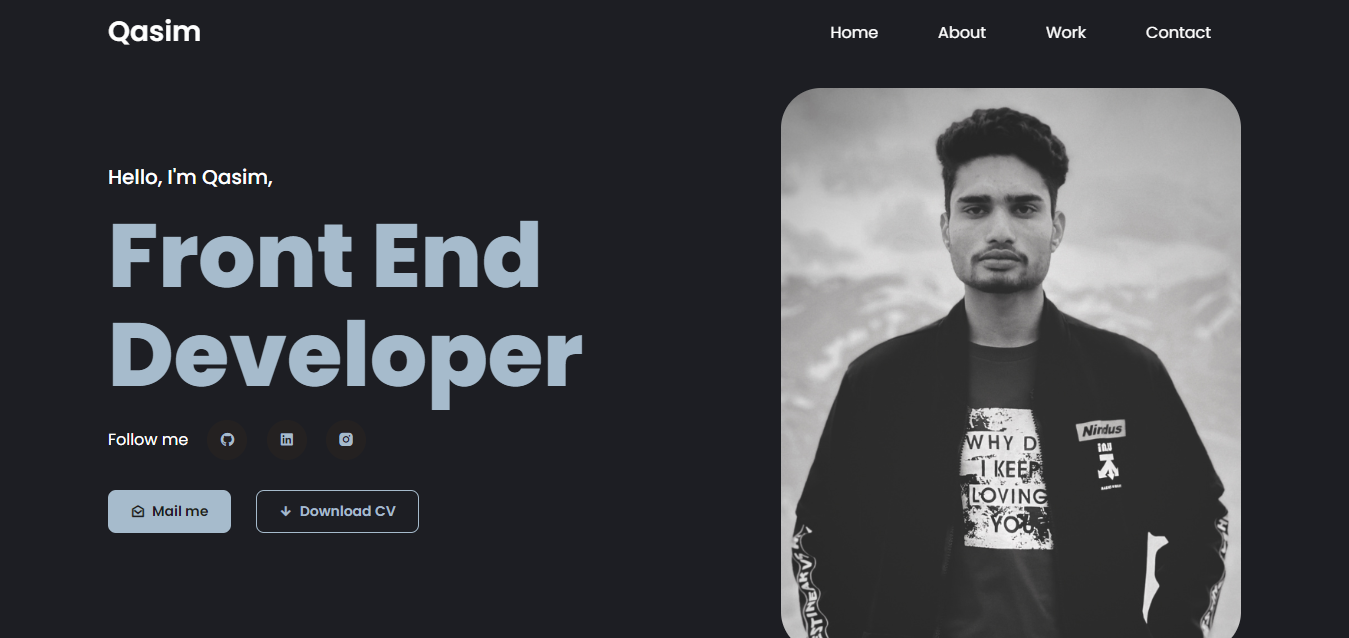 Qasim
Home About Work Contact
Hello, I'm Qasim,
Front End
Developer
Follow me
Mail me
Download CV
Nirdus
WHY D
I KEEP
LOVING
YOU